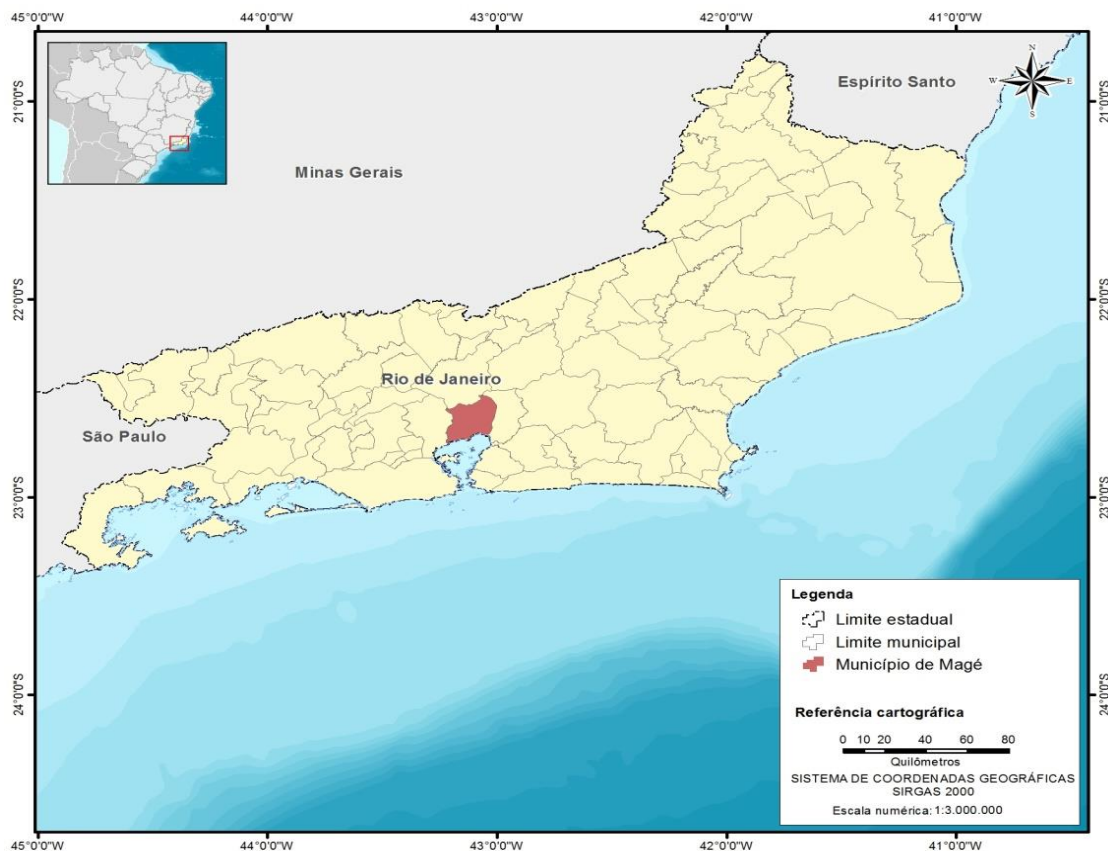 45°0'0"W 44°0'0"W 43°0'0"W 42°0'0"W 41°0'0"W
N
W E
S
Espírito Santo
21°0'0"S 21°0'0"S
Minas Gerais
22°0'0"S 22°0'0"S
Rio de Janeiro
São Paulo
23°0'0"S 23°0'0"S
Legenda
Limite estadual
Limite municipal
Município de Magé
24°0'0"S 24°0'0"S
Referência cartográfica
0 10 20 40 60 80
Quilômetros
SISTEMA DE COORDENADAS GEOGRÁFICAS
SIRGAS 2000
Escala numérica: 1:3.000.000
45°0'0"W 44°0'0"W 43°0'0"W 42°0'0"W 41°0'0"W